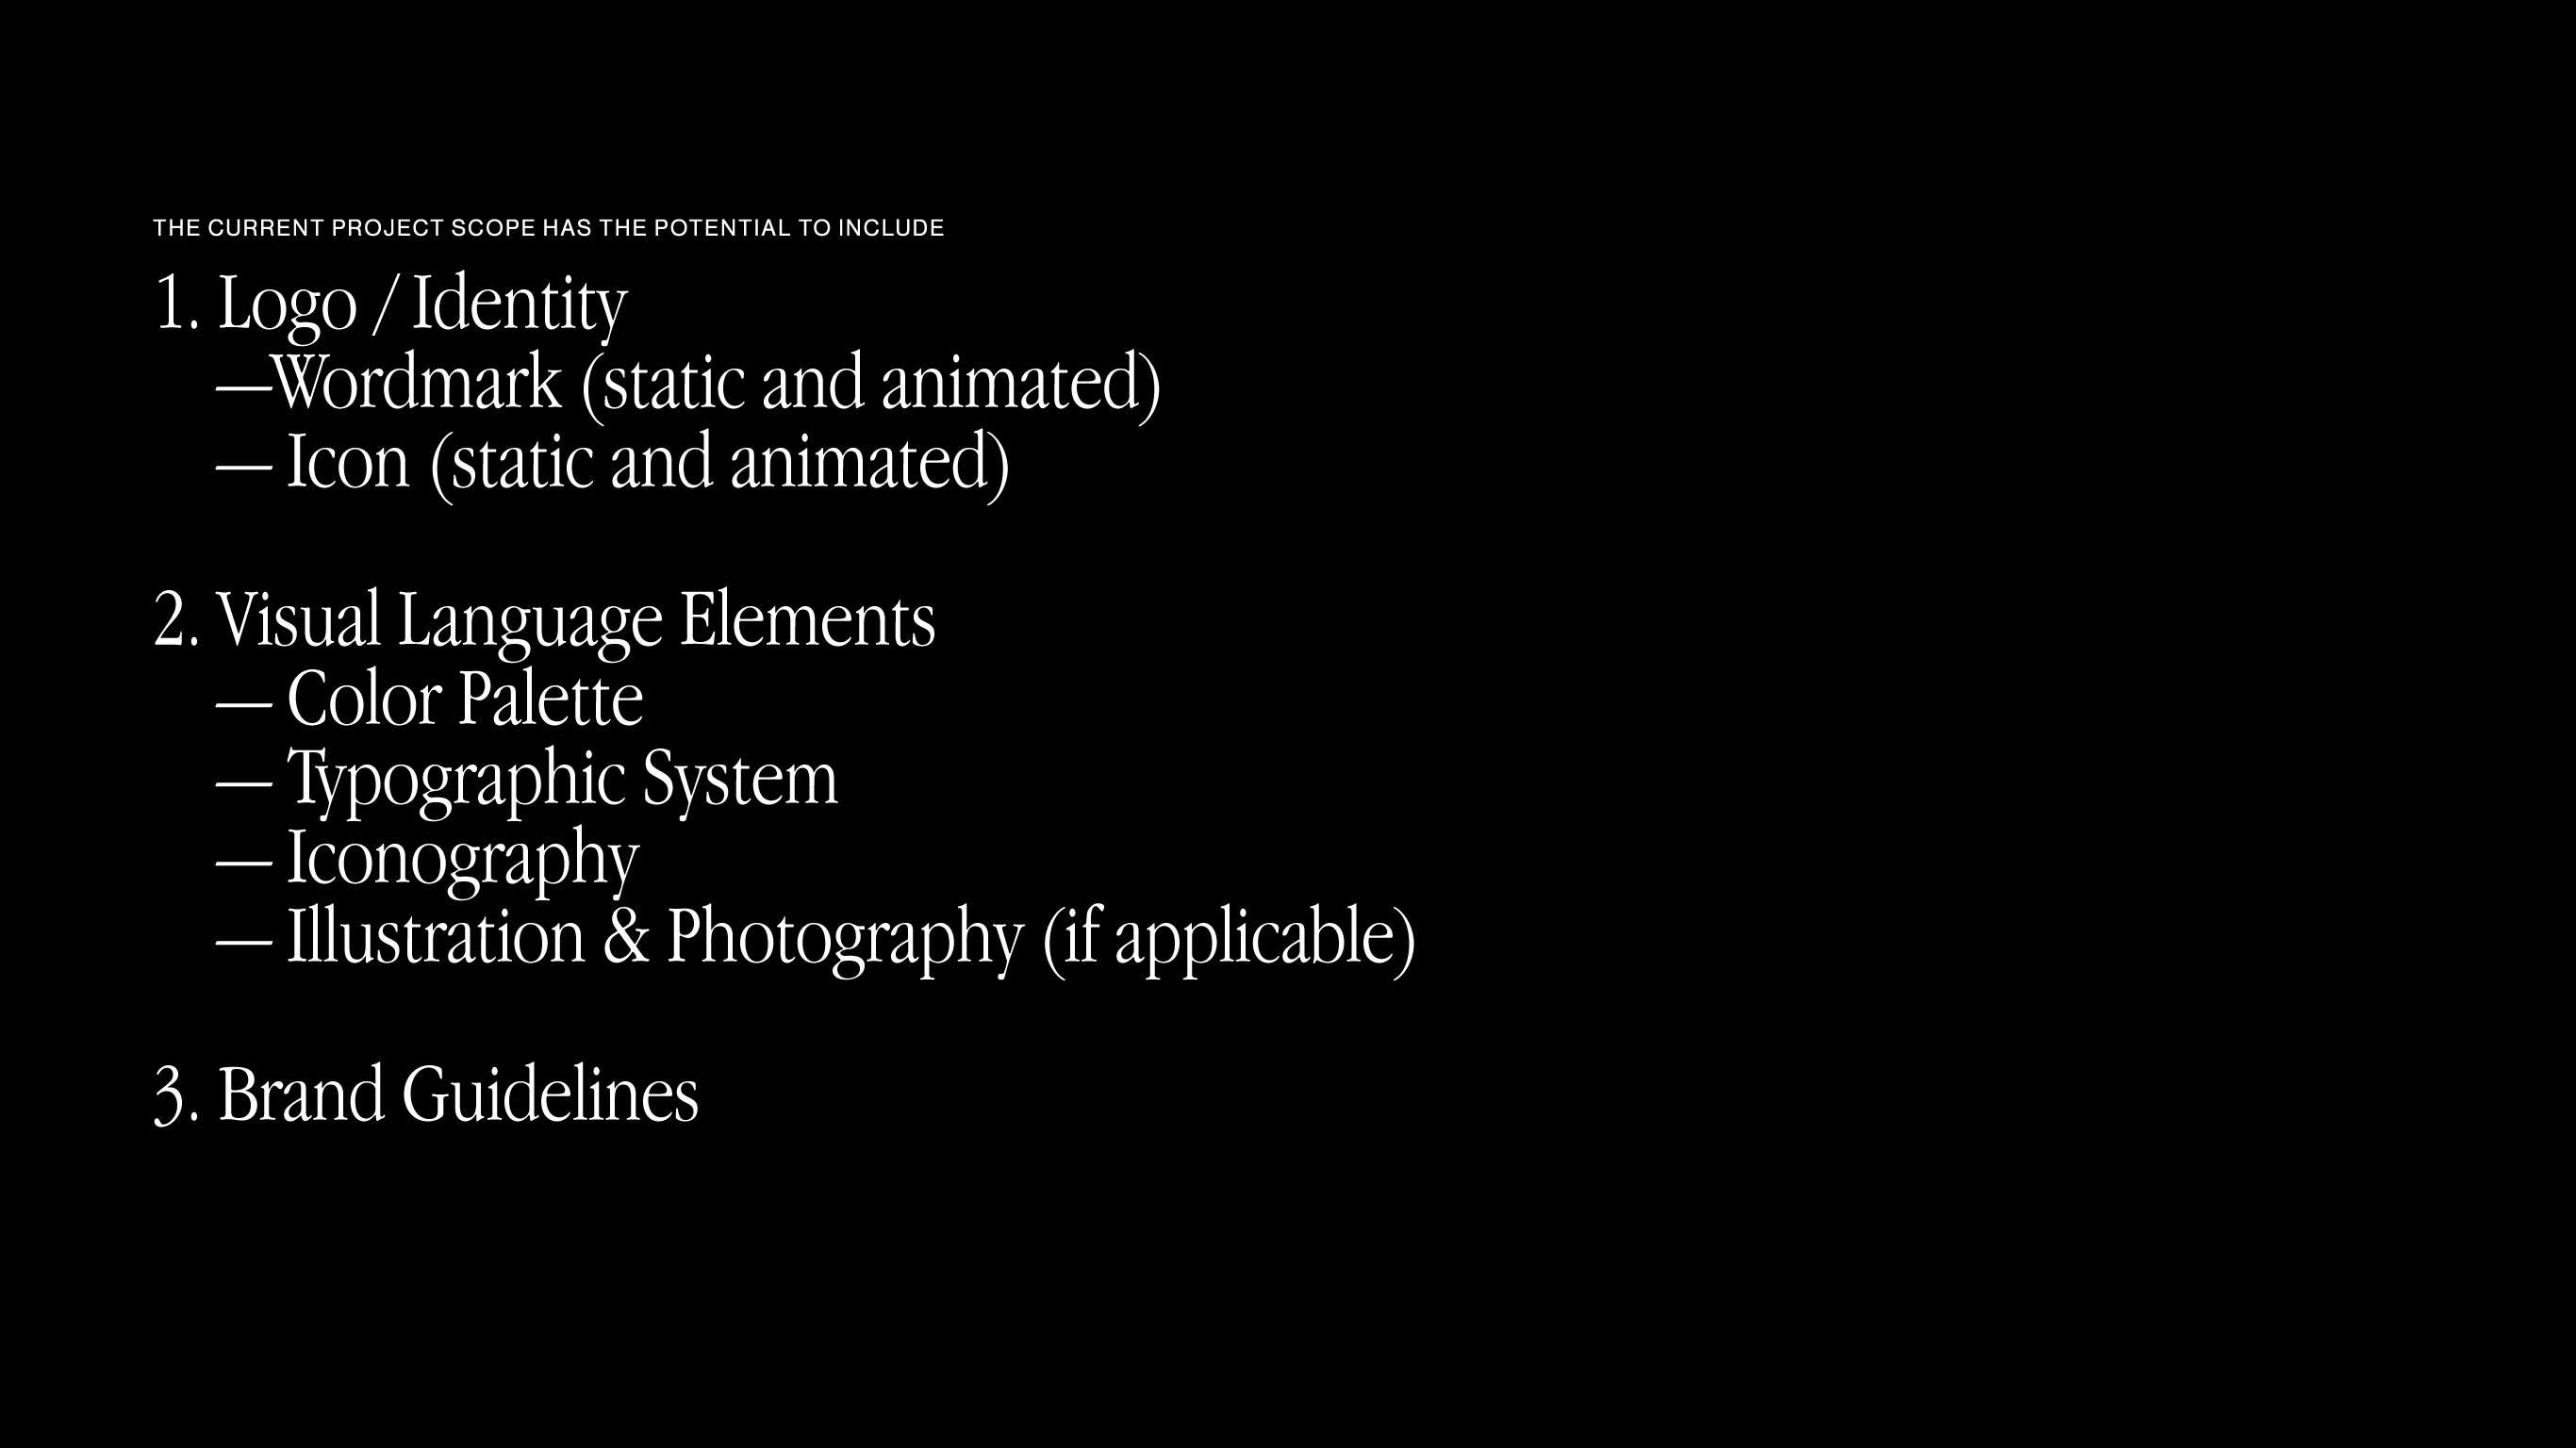 THE CURRENT PROJECT SCOPE HAS THE POTENTIAL TO INCLUDE
1. Logo / Identity
—Wordmark (static and animated)
— Icon (static and animated)
2. Visual Language Elements
— Color Palette
— Typographic System
— Iconography
— Illustration & Photography (if applicable)
3. Brand Guidelines